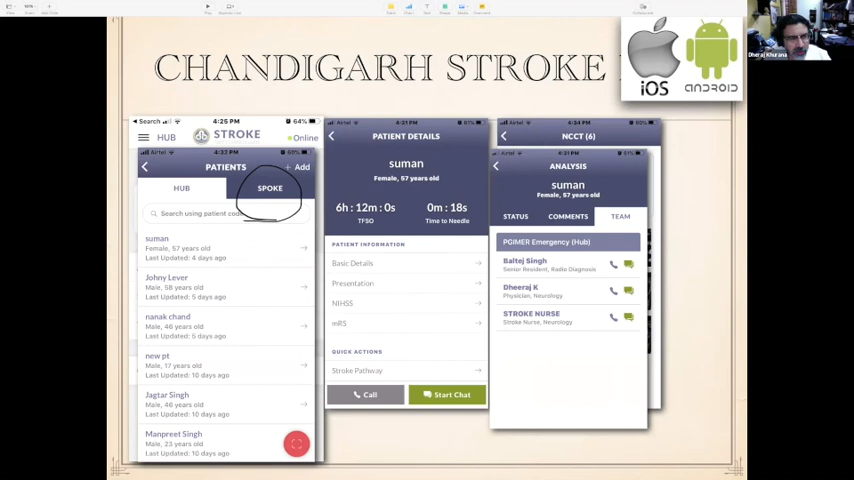 CHANDIGARH STROKE
iOS
ANDROID
Dheraj Khurana
Search
4:25 PM
64%
HUB
STROKE
Online
Airtel
4:33 PM
60%
PATIENTS
+ Add
HUB
SPOKE
Search using patient code
suman
Female, 57 years old
Last Updated: 4 days ago
Johny Lever
Male, 58 years old
Last Updated: 5 days ago
nanak chand
Male, 46 years old
Last Updated: 5 days ago
new pt
Male, 17 years old
Last Updated: 10 days ago
Jagtar Singh
Male, 46 years old
Last Updated: 10 days ago
Manpreet Singh
Male, 23 years old
Last Updated: 10 days ago
Airtel
4:31 PM
PATIENT DETAILS
suman
Female, 57 years old
6h : 12m : 0s
0m : 18s
TFSO
Time to Needle
PATIENT INFORMATION
Basic Details
Presentation
NIHSS
mRS
QUICK ACTIONS
Stroke Pathway
Call
Start Chat
Airtel
4:34 PM
60%
NCCT (6)
Airtel
4:31 PM
61%
ANALYSIS
suman
Female, 57 years old
STATUS
COMMENTS
TEAM
PGIMER Emergency (Hub)
Baltej Singh
Senior Resident, Radio Diagnosis
Dheeraj K
Physician, Neurology
STROKE NURSE
Stroke Nurse, Neurology